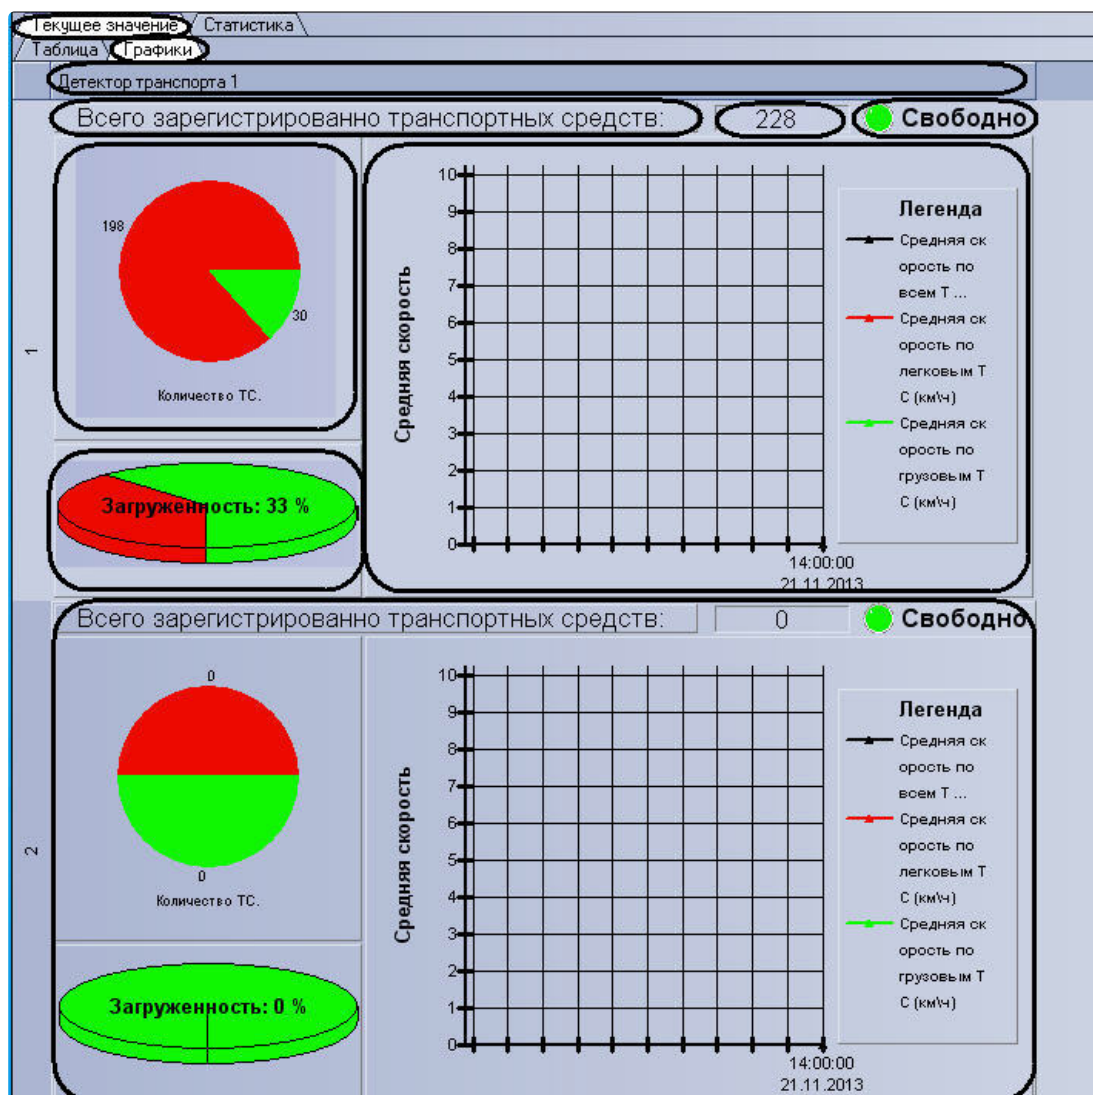 Текущее значение Статистика
Таблица Графики
Детектор транспорта 1
Всего зарегистрированно транспортных средств: 228 Свободно
1
198
30
Количество ТС.
Загруженность: 33 %
Средняя скорость
10
9
8
7
6
5
4
3
2
1
0
14:00:00
21.11.2013
Легенда
Средняя ск
орость по
всем Т ...
Средняя ск
орость по
легковым Т
С (км\ч)
Средняя ск
орость по
грузовым Т
С (км\ч)
Всего зарегистрированно транспортных средств: 0 Свободно
2
0
0
Количество ТС.
Загруженность: 0 %
Средняя скорость
10
9
8
7
6
5
4
3
2
1
0
14:00:00
21.11.2013
Легенда
Средняя ск
орость по
всем Т ...
Средняя ск
орость по
легковым Т
С (км\ч)
Средняя ск
орость по
грузовым Т
С (км\ч)